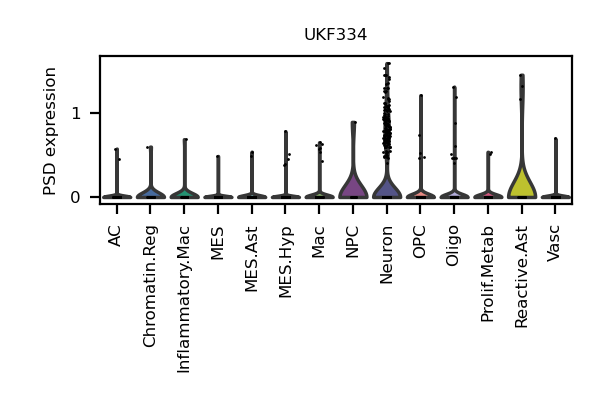 UKF334
PSD expression
1
0
AC
Chromatin.Reg
Inflammatory.Mac
MES
MES.Ast
MES.Hyp
Mac
NPC
Neuron
OPC
Oligo
Prolif.Metab
Reactive.Ast
Vasc